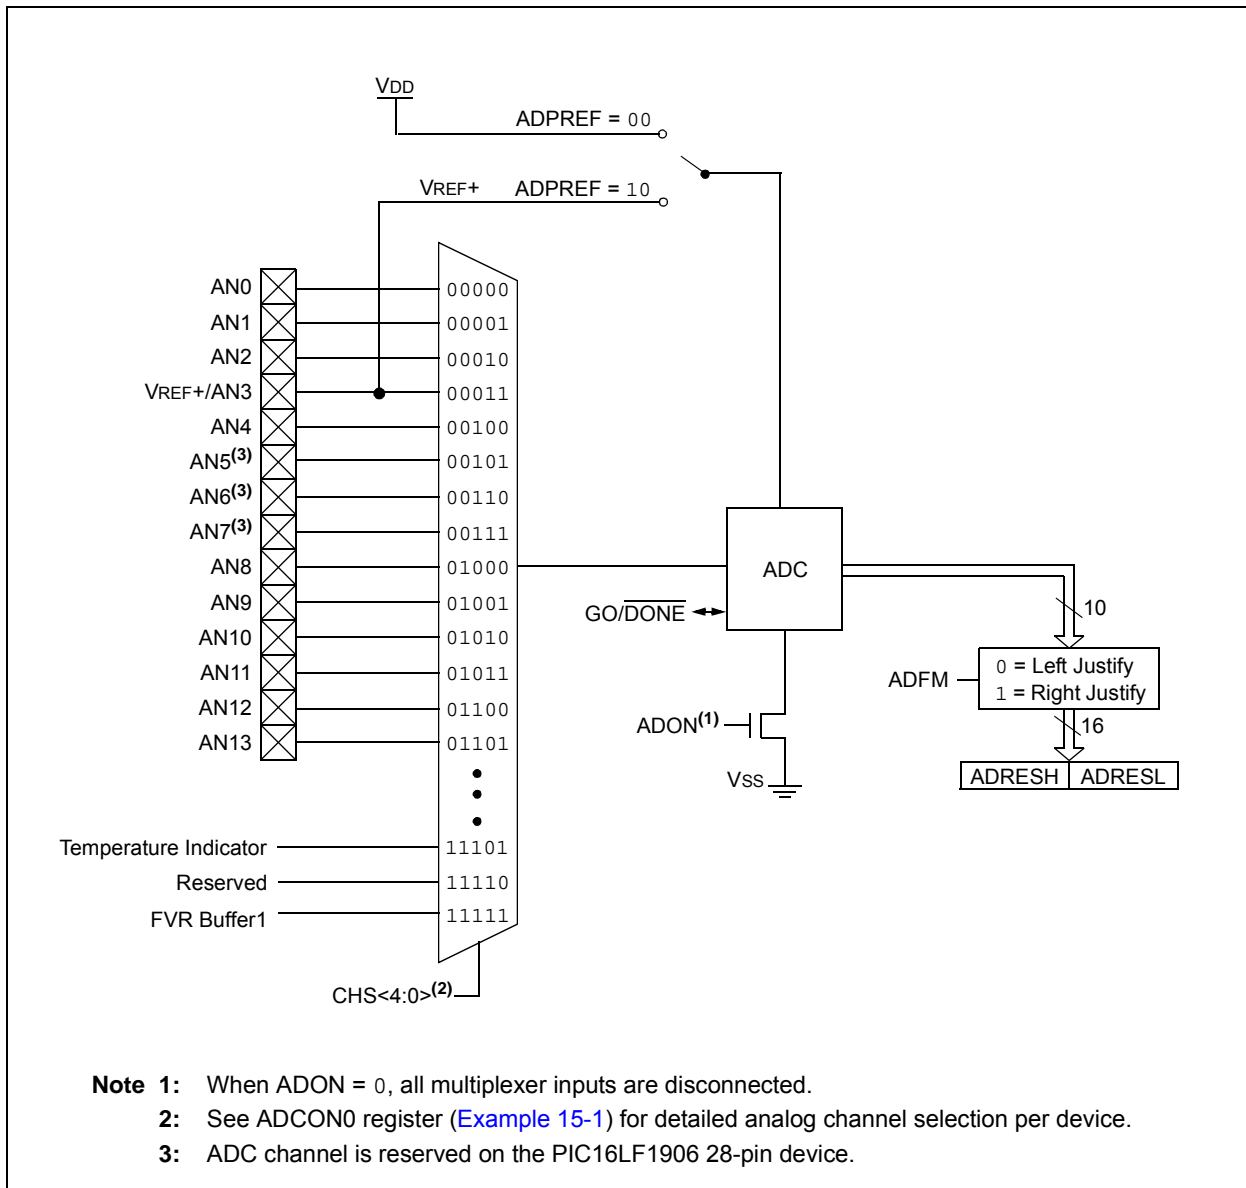 VDD
ADPREF = 00
VREF+ ADPREF = 10
AN0 00000
AN1 00001
AN2 00010
VREF+/AN3 00011
AN4 00100
AN5(3) 00101
AN6(3) 00110
AN7(3) 00111
AN8 01000
AN9 01001
AN10 01010
AN11 01011
AN12 01100
AN13 01101
Temperature Indicator 11101
Reserved 11110
FVR Buffer1 11111
CHS<4:0>(2)
ADC
GO/DONE
ADON(1)
VSS
10
ADFM
0 = Left Justify
1 = Right Justify
16
ADRESH ADRESL
Note 1: When ADON = 0, all multiplexer inputs are disconnected.
2: See ADCON0 register (Example 15-1) for detailed analog channel selection per device.
3: ADC channel is reserved on the PIC16LF1906 28-pin device.